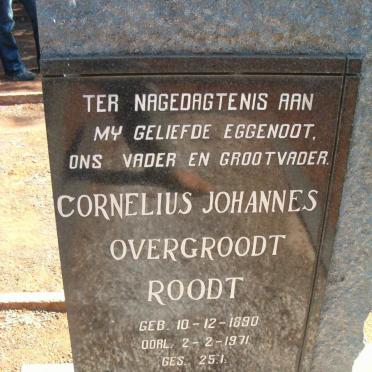 TER NAGEDAGTENIS AAN
MY GELIEFDE EGGENOOT,
ONS VADER EN GROOTVADER.
CORNELIUS JOHANNES
OVERGROODT
ROODT
GEB. 10-12-1890
OORL. 2-2-1971
GES. 25:1.